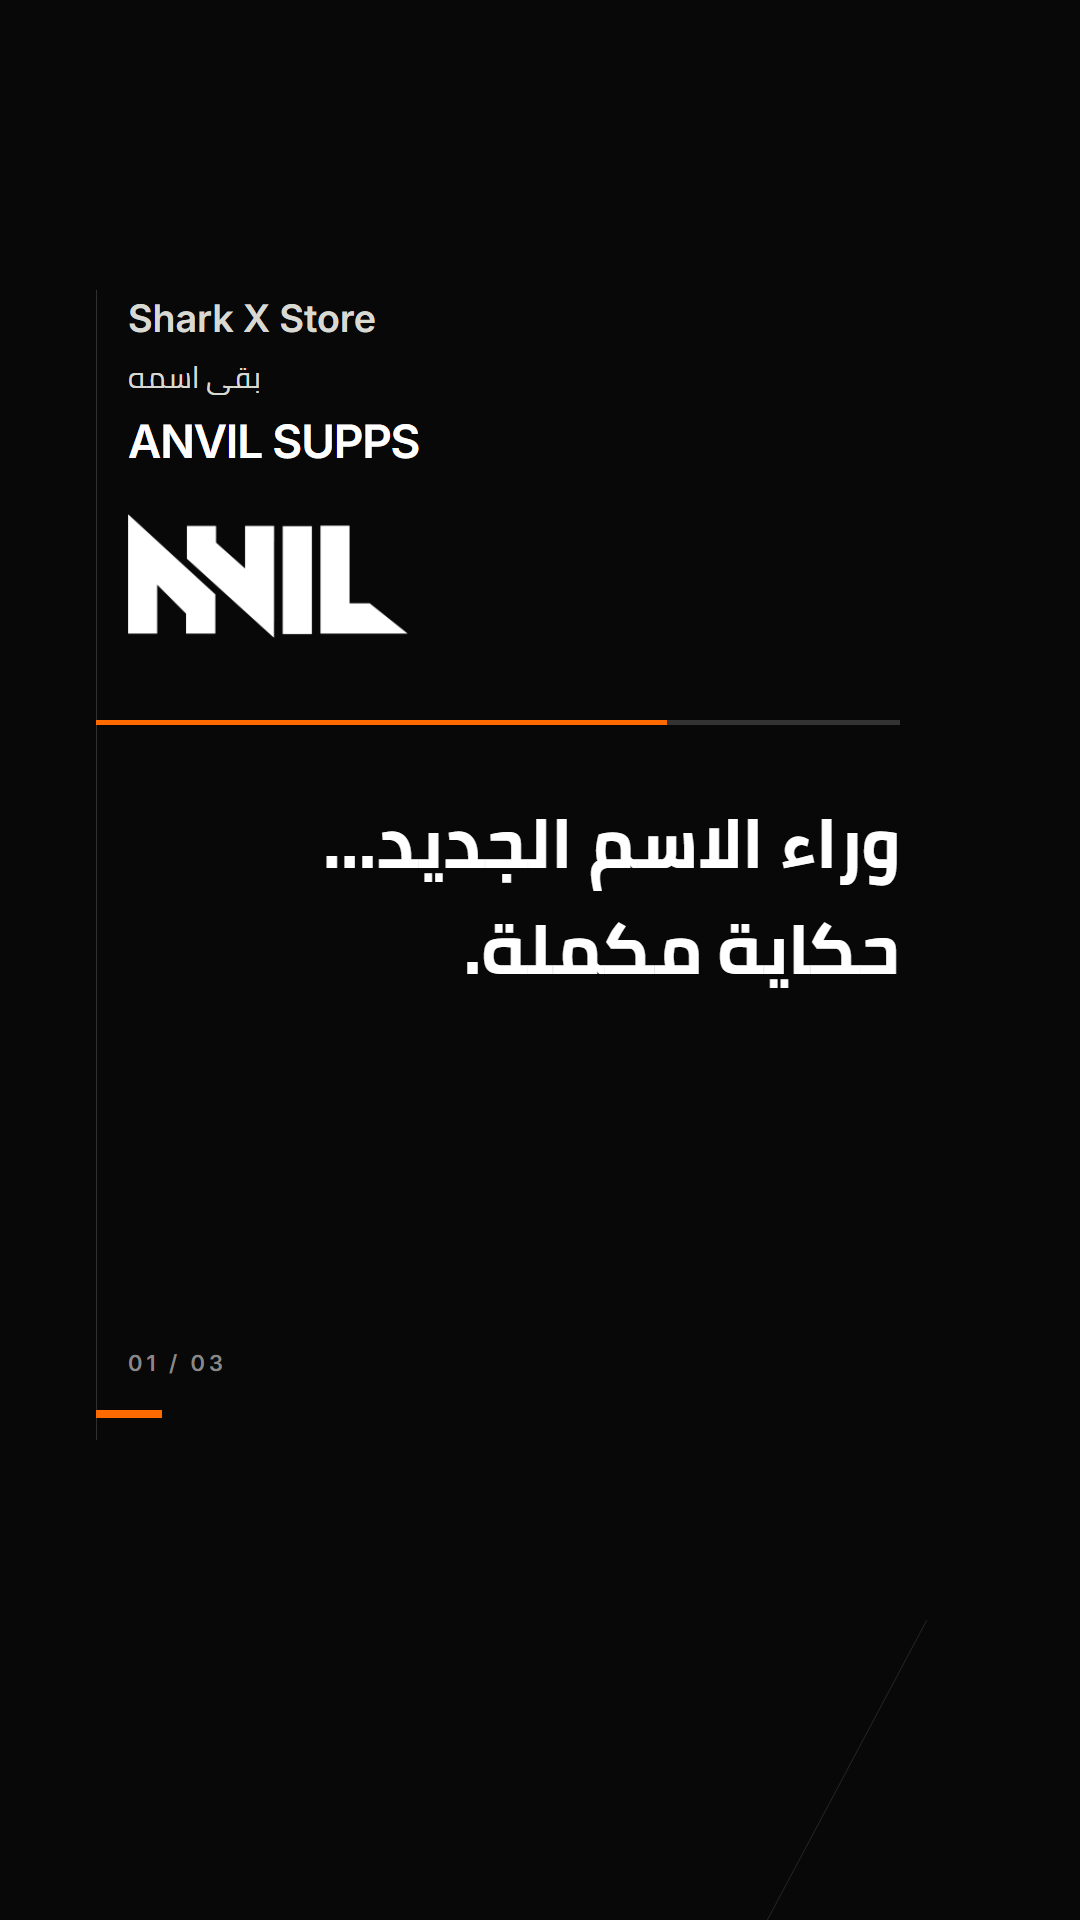 Shark X Store
بقى اسمه
ANVIL SUPPS
ANVIL
وراء الاسم الجديد...
حكاية مكملة.
01 / 03